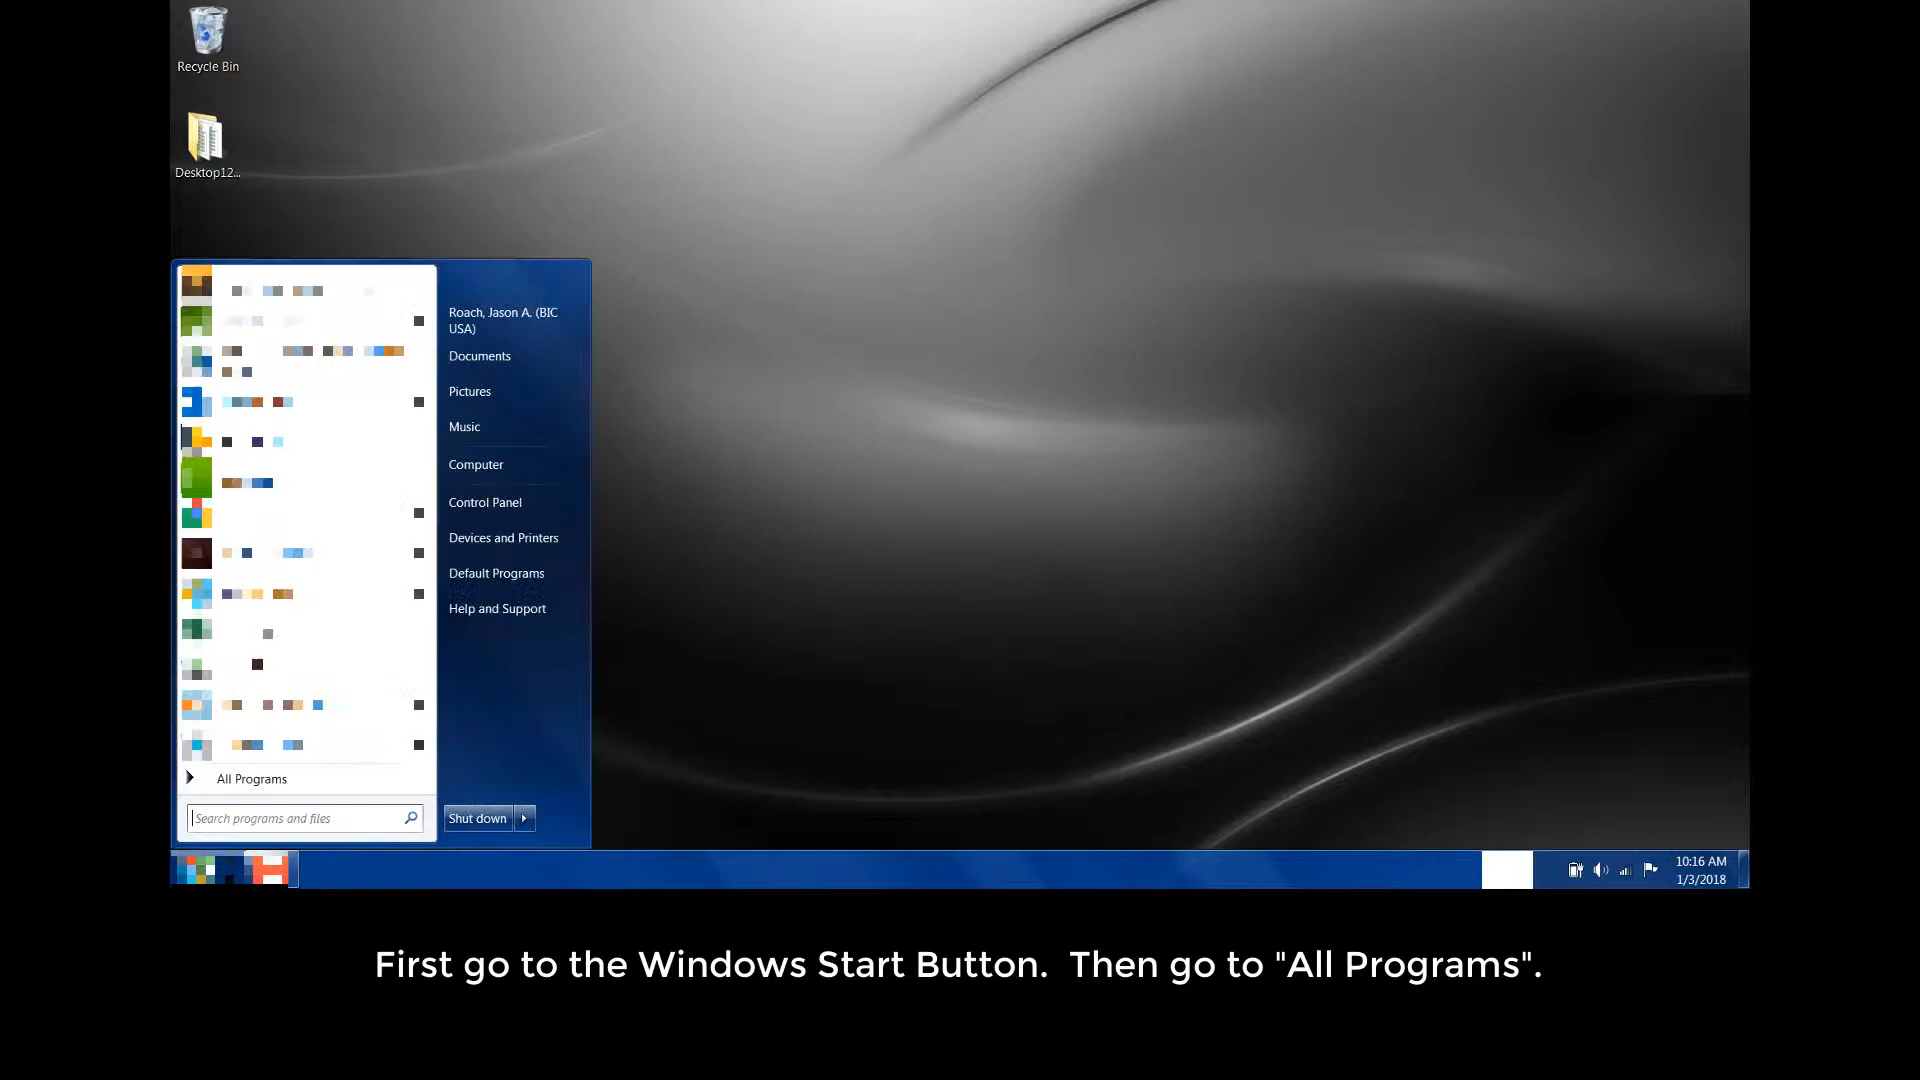 Recycle Bin
Desktop12...
Roach, Jason A. (BIC
USA)
Documents
Pictures
Music
Computer
Control Panel
Devices and Printers
Default Programs
Help and Support
All Programs
Search programs and files
Shut down
10:16 AM
1/3/2018
First go to the Windows Start Button.  Then go to "All Programs".